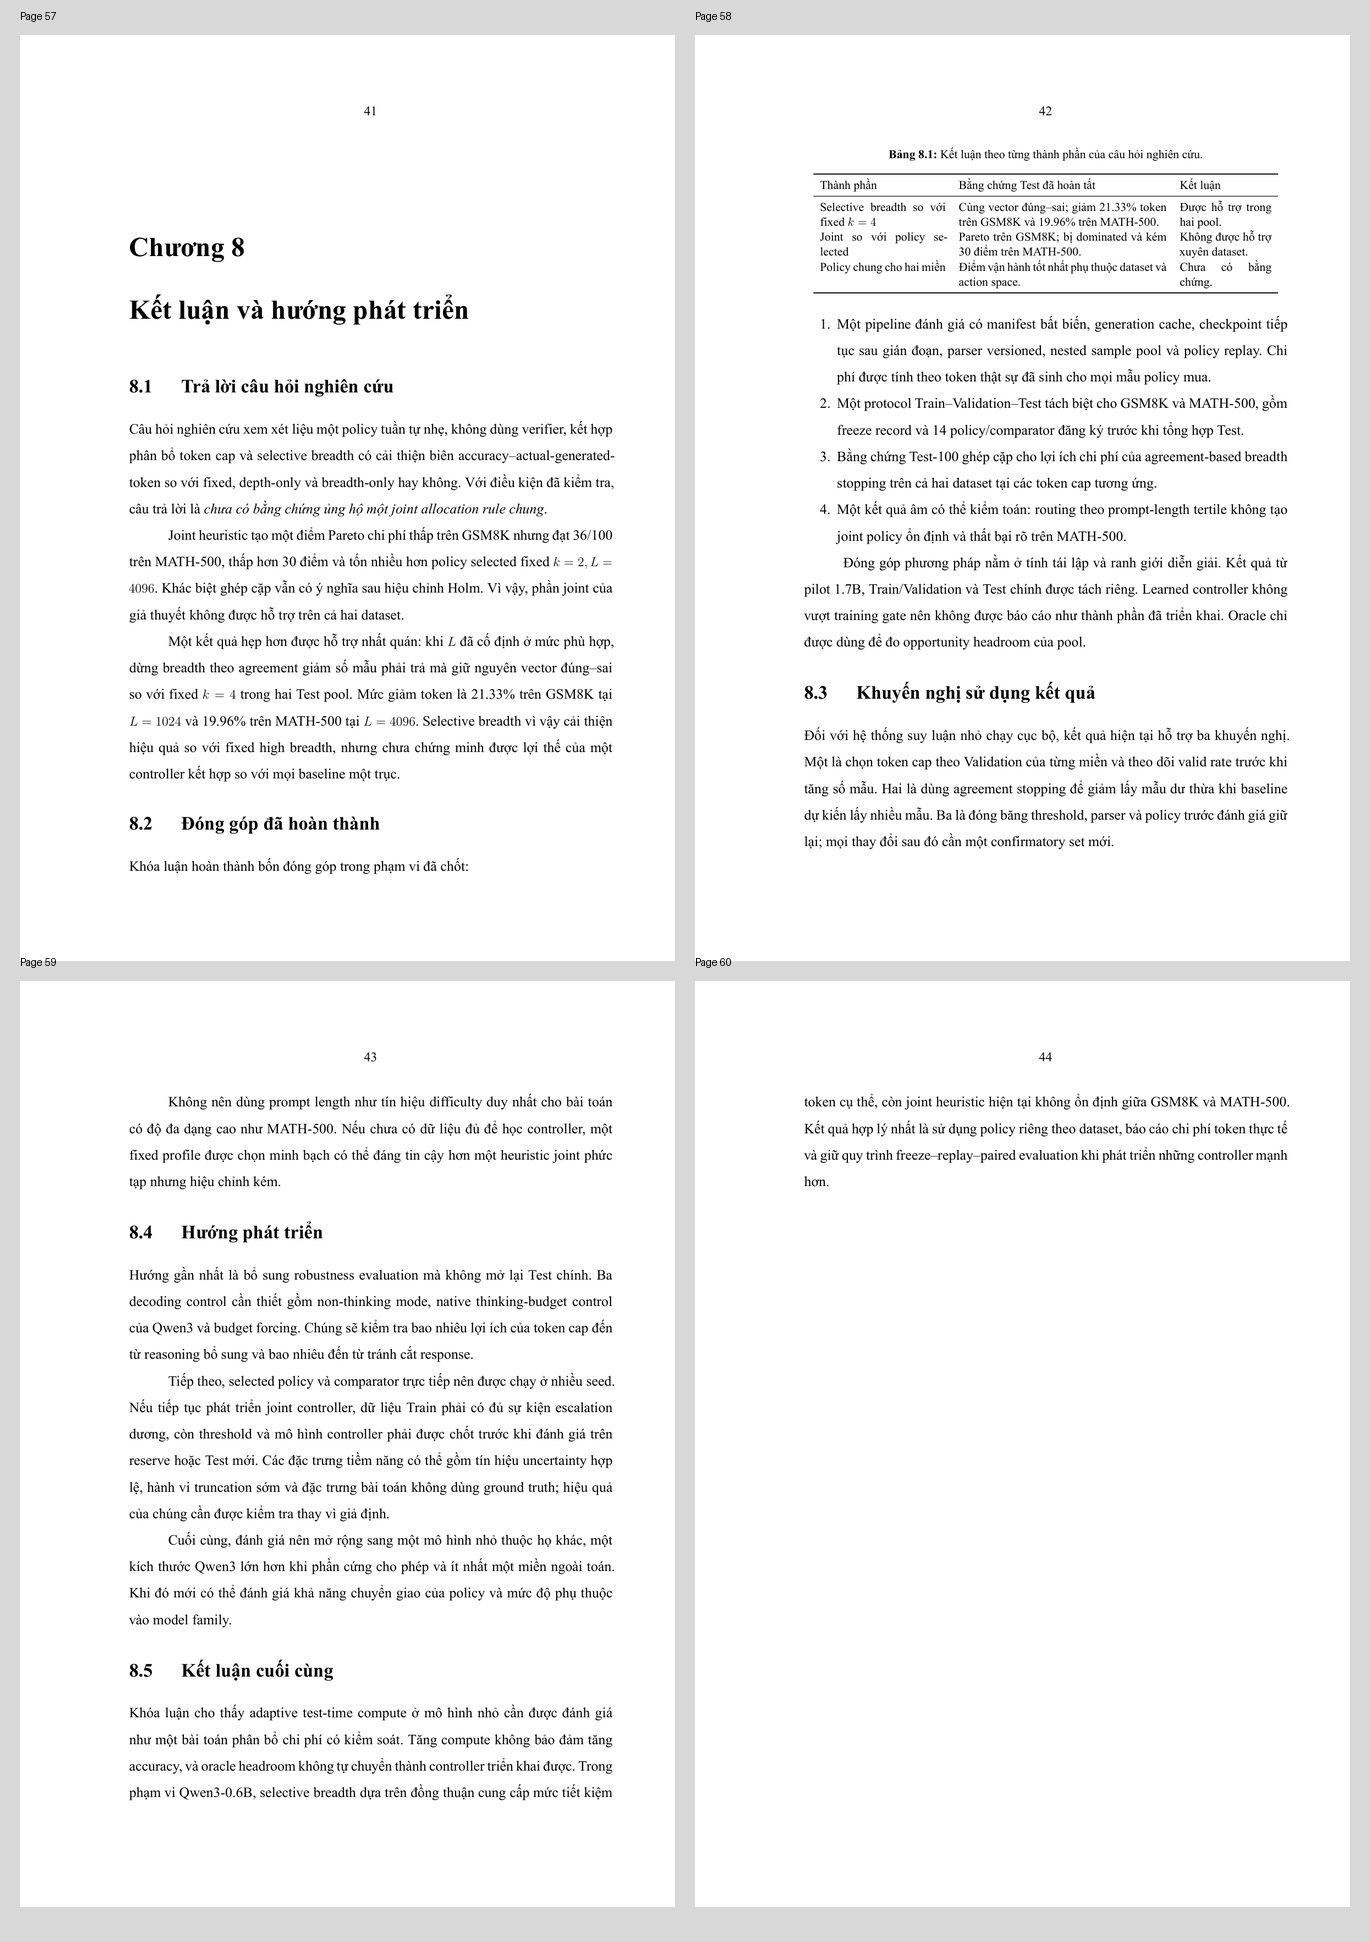 Page 57
41
Chương 8
Kết luận và hướng phát triển
8.1 Trả lời câu hỏi nghiên cứu
Câu hỏi nghiên cứu xem xét liệu một policy tuần tự nhẹ, không dùng verifier, kết hợp
phân bổ token cap và selective breadth có cải thiện biên accuracy–actual-generated-
token so với fixed, depth-only và breadth-only hay không. Với điều kiện đã kiểm tra,
câu trả lời là chưa có bằng chứng ủng hộ một joint allocation rule chung.
Joint heuristic tạo một điểm Pareto chi phí thấp trên GSM8K nhưng đạt 36/100
trên MATH-500, thấp hơn 30 điểm và tốn nhiều hơn policy selected fixed k = 2, L =
4096. Khác biệt ghép cặp vẫn có ý nghĩa sau hiệu chỉnh Holm. Vì vậy, phần joint của
giả thuyết không được hỗ trợ trên cả hai dataset.
Một kết quả hẹp hơn được hỗ trợ nhất quán: khi L đã cố định ở mức phù hợp,
dừng breadth theo agreement giảm số mẫu phải trả mà giữ nguyên vector đúng–sai
so với fixed k = 4 trong hai Test pool. Mức giảm token là 21.33% trên GSM8K tại
L = 1024 và 19.96% trên MATH-500 tại L = 4096. Selective breadth vì vậy cải thiện
hiệu quả so với fixed high breadth, nhưng chưa chứng minh được lợi thế của một
controller kết hợp so với mọi baseline một trục.
8.2 Đóng góp đã hoàn thành
Khóa luận hoàn thành bốn đóng góp trong phạm vi đã chốt:
Page 58
42
Bảng 8.1: Kết luận theo từng thành phần của câu hỏi nghiên cứu.
Thành phần Bằng chứng Test đã hoàn tất Kết luận
Selective breadth so với Cùng vector đúng–sai; giảm 21.33% token Được hỗ trợ trong
fixed k = 4 trên GSM8K và 19.96% trên MATH-500. hai pool.
Joint so với policy se- Pareto trên GSM8K; bị dominated và kém Không được hỗ trợ
lected 30 điểm trên MATH-500. xuyên dataset.
Policy chung cho hai miền Điểm vận hành tốt nhất phụ thuộc dataset và Chưa có bằng
action space. chứng.
1. Một pipeline đánh giá có manifest bất biến, generation cache, checkpoint tiếp
tục sau gián đoạn, parser versioned, nested sample pool và policy replay. Chi
phí được tính theo token thật sự đã sinh cho mọi mẫu policy mua.
2. Một protocol Train–Validation–Test tách biệt cho GSM8K và MATH-500, gồm
freeze record và 14 policy/comparator đăng ký trước khi tổng hợp Test.
3. Bằng chứng Test-100 ghép cặp cho lợi ích chi phí của agreement-based breadth
stopping trên cả hai dataset tại các token cap tương ứng.
4. Một kết quả âm có thể kiểm toán: routing theo prompt-length tertile không tạo
joint policy ổn định và thất bại rõ trên MATH-500.
Đóng góp phương pháp nằm ở tính tái lập và ranh giới diễn giải. Kết quả từ
pilot 1.7B, Train/Validation và Test chính được tách riêng. Learned controller không
vượt training gate nên không được báo cáo như thành phần đã triển khai. Oracle chỉ
được dùng để đo opportunity headroom của pool.
8.3 Khuyến nghị sử dụng kết quả
Đối với hệ thống suy luận nhỏ chạy cục bộ, kết quả hiện tại hỗ trợ ba khuyến nghị.
Một là chọn token cap theo Validation của từng miền và theo dõi valid rate trước khi
tăng số mẫu. Hai là dùng agreement stopping để giảm lấy mẫu dư thừa khi baseline
dự kiến lấy nhiều mẫu. Ba là đóng băng threshold, parser và policy trước đánh giá giữ
lại; mọi thay đổi sau đó cần một confirmatory set mới.
Page 59
43
Không nên dùng prompt length như tín hiệu difficulty duy nhất cho bài toán
có độ đa dạng cao như MATH-500. Nếu chưa có dữ liệu đủ để học controller, một
fixed profile được chọn minh bạch có thể đáng tin cậy hơn một heuristic joint phức
tạp nhưng hiệu chỉnh kém.
8.4 Hướng phát triển
Hướng gần nhất là bổ sung robustness evaluation mà không mở lại Test chính. Ba
decoding control cần thiết gồm non-thinking mode, native thinking-budget control
của Qwen3 và budget forcing. Chúng sẽ kiểm tra bao nhiêu lợi ích của token cap đến
từ reasoning bổ sung và bao nhiêu đến từ tránh cắt response.
Tiếp theo, selected policy và comparator trực tiếp nên được chạy ở nhiều seed.
Nếu tiếp tục phát triển joint controller, dữ liệu Train phải có đủ sự kiện escalation
dương, còn threshold và mô hình controller phải được chốt trước khi đánh giá trên
reserve hoặc Test mới. Các đặc trưng tiềm năng có thể gồm tín hiệu uncertainty hợp
lệ, hành vi truncation sớm và đặc trưng bài toán không dùng ground truth; hiệu quả
của chúng cần được kiểm tra thay vì giả định.
Cuối cùng, đánh giá nên mở rộng sang một mô hình nhỏ thuộc họ khác, một
kích thước Qwen3 lớn hơn khi phần cứng cho phép và ít nhất một miền ngoài toán.
Khi đó mới có thể đánh giá khả năng chuyển giao của policy và mức độ phụ thuộc
vào model family.
8.5 Kết luận cuối cùng
Khóa luận cho thấy adaptive test-time compute ở mô hình nhỏ cần được đánh giá
như một bài toán phân bổ chi phí có kiểm soát. Tăng compute không bảo đảm tăng
accuracy, và oracle headroom không tự chuyển thành controller triển khai được. Trong
phạm vi Qwen3-0.6B, selective breadth dựa trên đồng thuận cung cấp mức tiết kiệm
Page 60
44
token cụ thể, còn joint heuristic hiện tại không ổn định giữa GSM8K và MATH-500.
Kết quả hợp lý nhất là sử dụng policy riêng theo dataset, báo cáo chi phí token thực tế
và giữ quy trình freeze–replay–paired evaluation khi phát triển những controller mạnh
hơn.